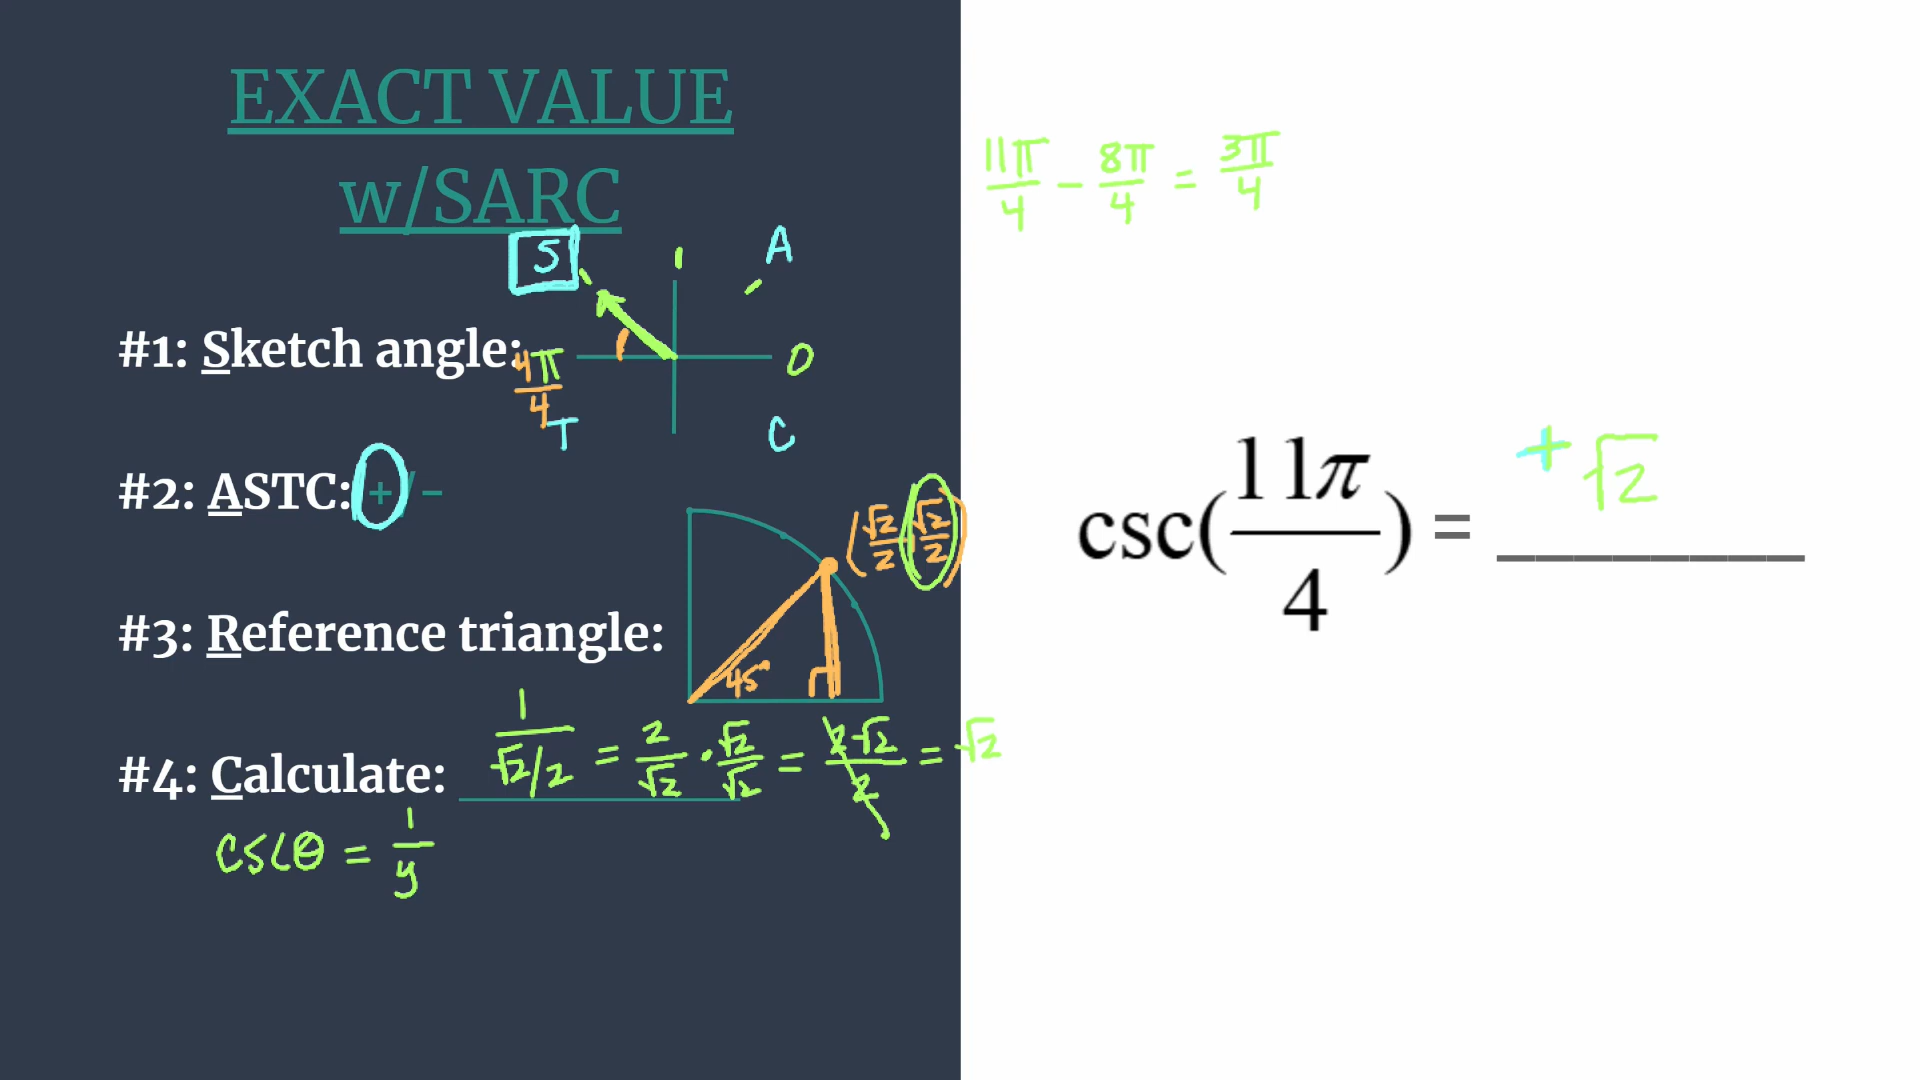 EXACT VALUE
w/SARC
S
A
#1: Sketch angle:
4π/4
0
T
C
#2: ASTC: + / -
(√2/2, √2/2)
#3: Reference triangle:
45°
#4: Calculate: 1/(√2/2) = 2/√2 · √2/√2 = 2·√2/2 = √2
cscθ = 1/y
11π/4 - 8π/4 = 3π/4
csc(11π/4) = + √2